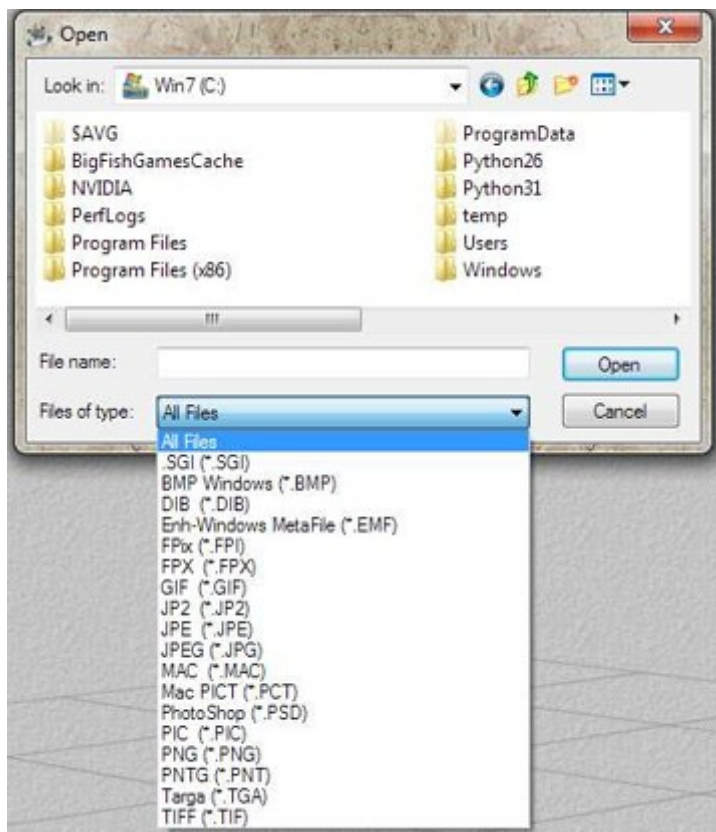 Open
Look in: Win7 (C:)
$AVG
BigFishGamesCache
NVIDIA
PerfLogs
Program Files
Program Files (x86)
ProgramData
Python26
Python31
temp
Users
Windows
File name:
Open
Files of type: All Files
Cancel
All Files
.SGI (*.SGI)
BMP Windows (*.BMP)
DIB (*.DIB)
Enh-Windows MetaFile (*.EMF)
FPix (*.FPI)
FPX (*.FPX)
GIF (*.GIF)
JP2 (*.JP2)
JPE (*.JPE)
JPEG (*.JPG)
MAC (*.MAC)
Mac PICT (*.PCT)
PhotoShop (*.PSD)
PIC (*.PIC)
PNG (*.PNG)
PNTG (*.PNT)
Targa (*.TGA)
TIFF (*.TIF)